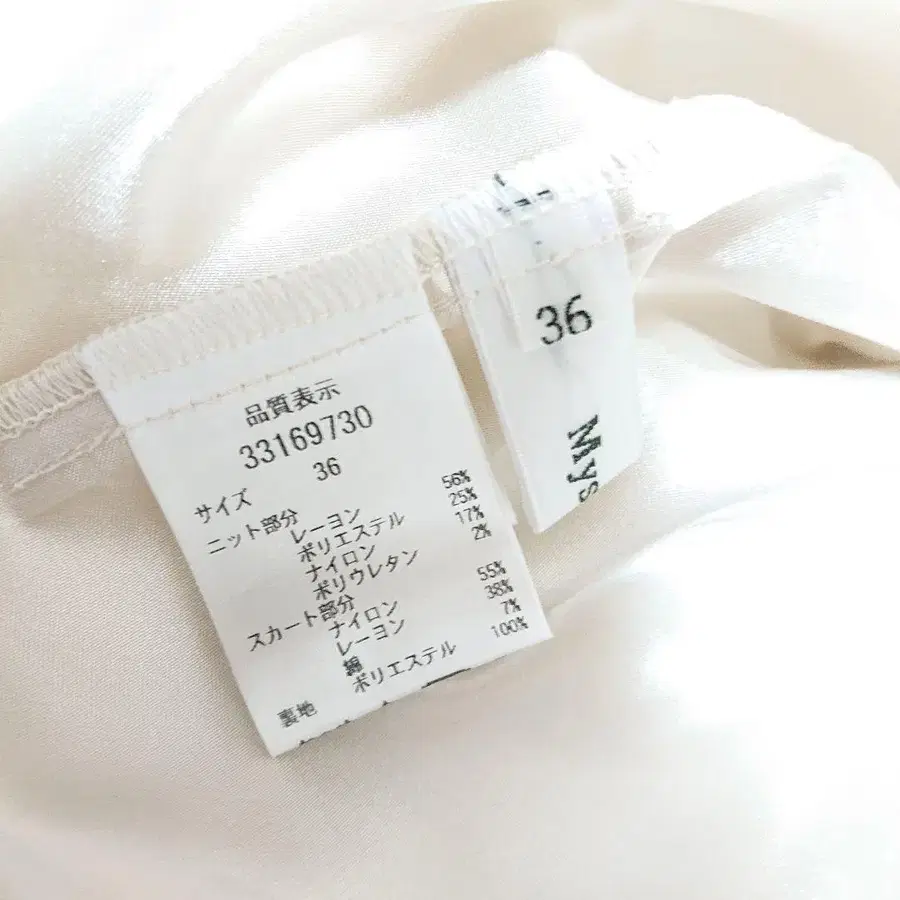 品質表示
33169730
サイズ 36
ニット部分 レーヨン 56%
ポリエステル 25%
ナイロン 17%
ポリウレタン 2%
スカート部分 ナイロン 55%
レーヨン 38%
綿 7%
裏地 ポリエステル 100%
36
Mys